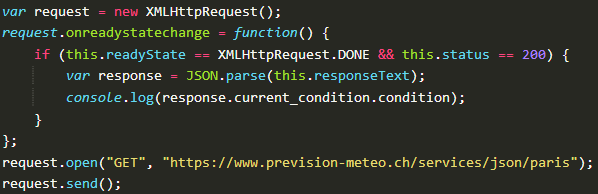 var request = new XMLHttpRequest();
request.onreadystatechange = function() {
    if (this.readyState == XMLHttpRequest.DONE && this.status == 200) {
        var response = JSON.parse(this.responseText);
        console.log(response.current_condition.condition);
    }
};
request.open("GET", "https://www.prevision-meteo.ch/services/json/paris");
request.send();